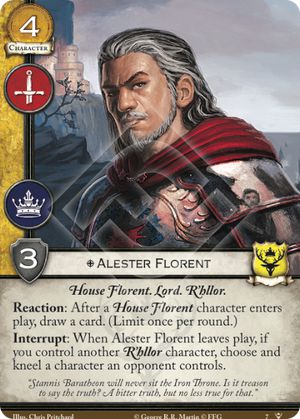 4
CHARACTER
3
ALESTER FLORENT
House Florent. Lord. R'hllor.
Reaction: After a House Florent character enters
play, draw a card. (Limit once per round.)
Interrupt: When Alester Florent leaves play, if
you control another R'hllor character, choose and
kneel a character an opponent controls.
"Stannis Baratheon will never sit the Iron Throne. Is it treason
to say the truth? A bitter truth, but no less true for that."
Illus. Chris Pritchard © George R.R. Martin © FFG 7